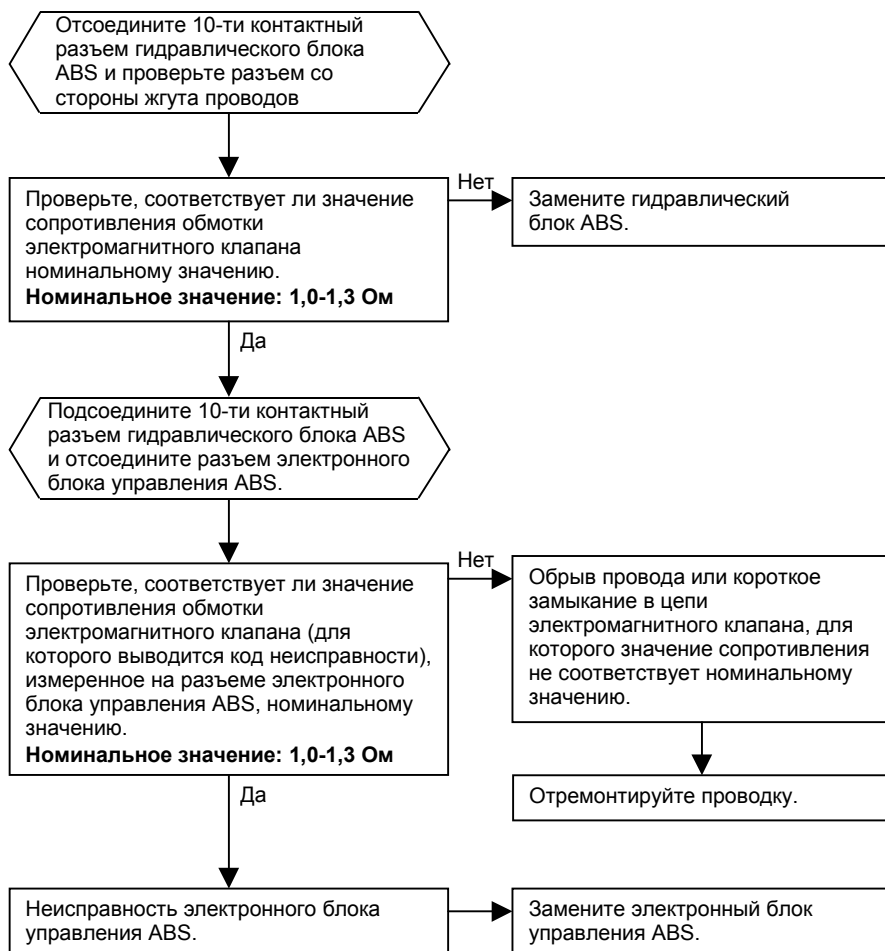 Отсоедините 10-ти контактный
разъем гидравлического блока
ABS и проверьте разъем со
стороны жгута проводов
Проверьте, соответствует ли значение
сопротивления обмотки
электромагнитного клапана
номинальному значению.
Номинальное значение: 1,0-1,3 Ом
Нет
Замените гидравлический
блок ABS.
Да
Подсоедините 10-ти контактный
разъем гидравлического блока ABS
и отсоедините разъем электронного
блока управления ABS.
Проверьте, соответствует ли значение
сопротивления обмотки
электромагнитного клапана (для
которого выводится код неисправности),
измеренное на разъеме электронного
блока управления ABS, номинальному
значению.
Номинальное значение: 1,0-1,3 Ом
Нет
Обрыв провода или короткое
замыкание в цепи
электромагнитного клапана, для
которого значение сопротивления
не соответствует номинальному
значению.
Отремонтируйте проводку.
Да
Неисправность электронного блока
управления ABS.
Замените электронный блок
управления ABS.